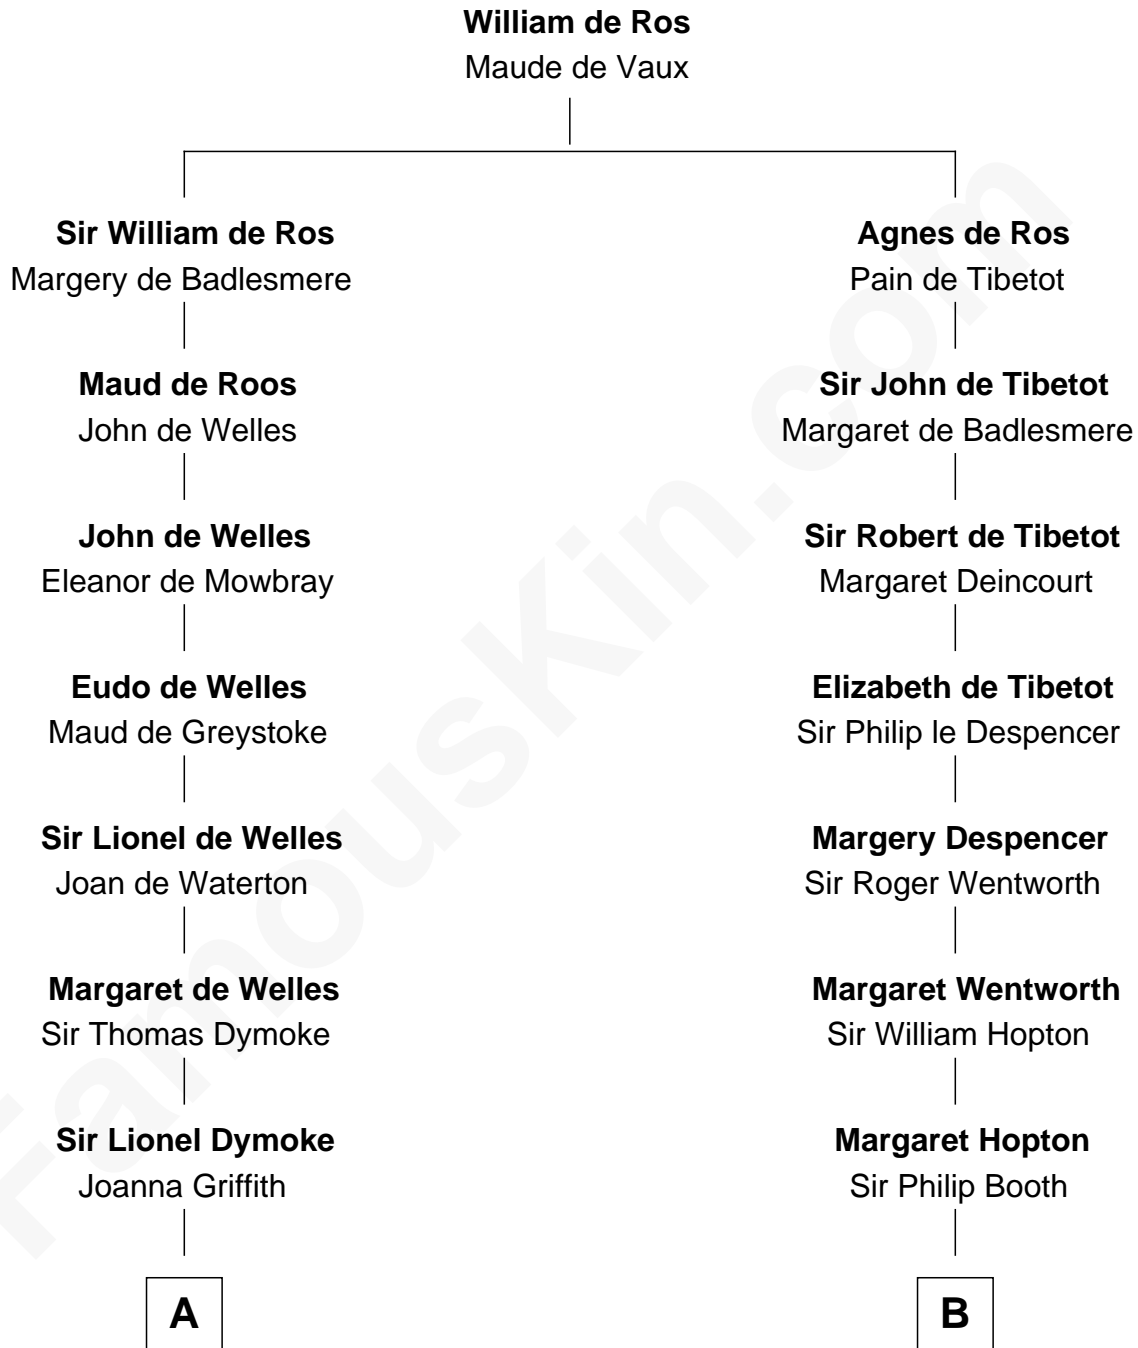 William de Ros
Maude de Vaux
Sir William de Ros
Margery de Badlesmere
Agnes de Ros
Pain de Tibetot
Maud de Roos
John de Welles
Sir John de Tibetot
Margaret de Badlesmere
John de Welles
Eleanor de Mowbray
Sir Robert de Tibetot
Margaret Deincourt
Eudo de Welles
Maud de Greystoke
Elizabeth de Tibetot
Sir Philip le Despencer
Sir Lionel de Welles
Joan de Waterton
Margery Despencer
Sir Roger Wentworth
Margaret de Welles
Sir Thomas Dymoke
Margaret Wentworth
Sir William Hopton
Sir Lionel Dymoke
Joanna Griffith
Margaret Hopton
Sir Philip Booth
A
B
FamousKin.com